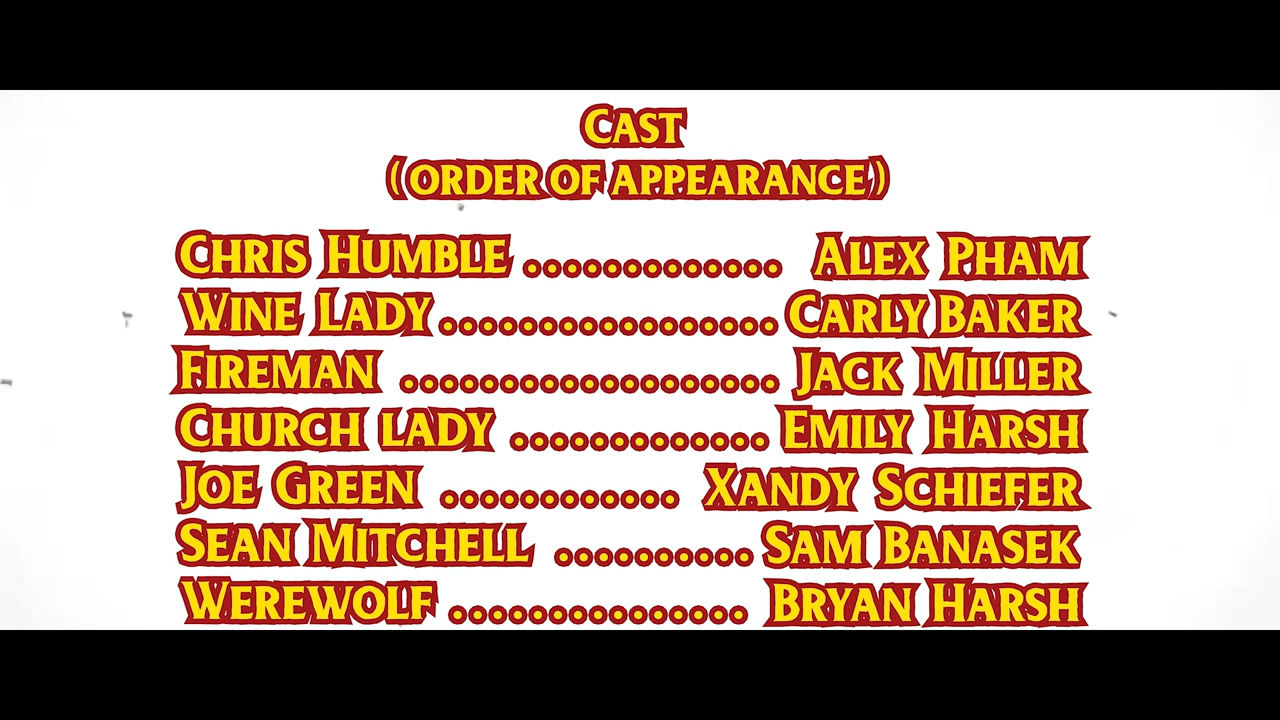 Cast
( order of appearance )
Chris Humble ............. Alex Pham
Wine Lady ................. Carly Baker
Fireman ................... Jack Miller
Church lady ............. Emily Harsh
Joe Green ............ Xandy Schiefer
Sean Mitchell .......... Sam Banasek
Werewolf ............... Bryan Harsh